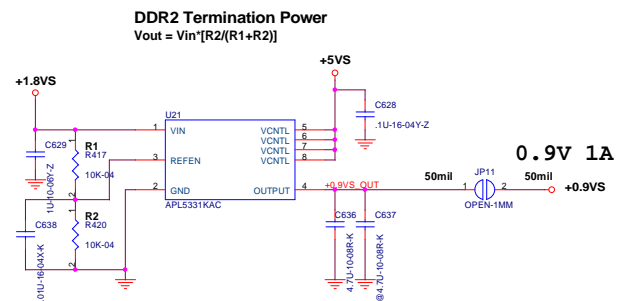 DDR2 Termination Power
Vout = Vin*[R2/(R1+R2)]
+5VS
+1.8VS
U21
C628
.1U-16-04Y-Z
1 VIN VCNTL 5
VCNTL 6
VCNTL 7
VCNTL 8
3 REFEN
2 GND OUTPUT 4
APL5331KAC
C629
1U-10-06Y-Z
1 R1
R417
10K-04
2
C638
.01U-16-04X-K
1 R2
R420
10K-04
2
0.9V 1A
+0.9VS_OUT
50mil
JP11
1 2
OPEN-1MM
50mil
+0.9VS
C636
4.7U-10-08R-K
C637
@4.7U-10-08R-K